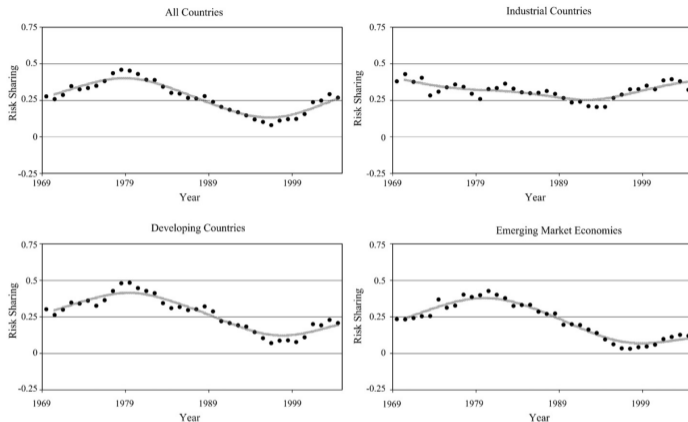 All Countries
0.75
0.5
0.25
0
-0.25
Risk Sharing
1969 1979 1989 1999
Year
Industrial Countries
0.75
0.5
0.25
0
-0.25
Risk Sharing
1969 1979 1989 1999
Year
Developing Countries
0.75
0.5
0.25
0
-0.25
Risk Sharing
1969 1979 1989 1999
Year
Emerging Market Economies
0.75
0.5
0.25
0
-0.25
Risk Sharing
1969 1979 1989 1999
Year